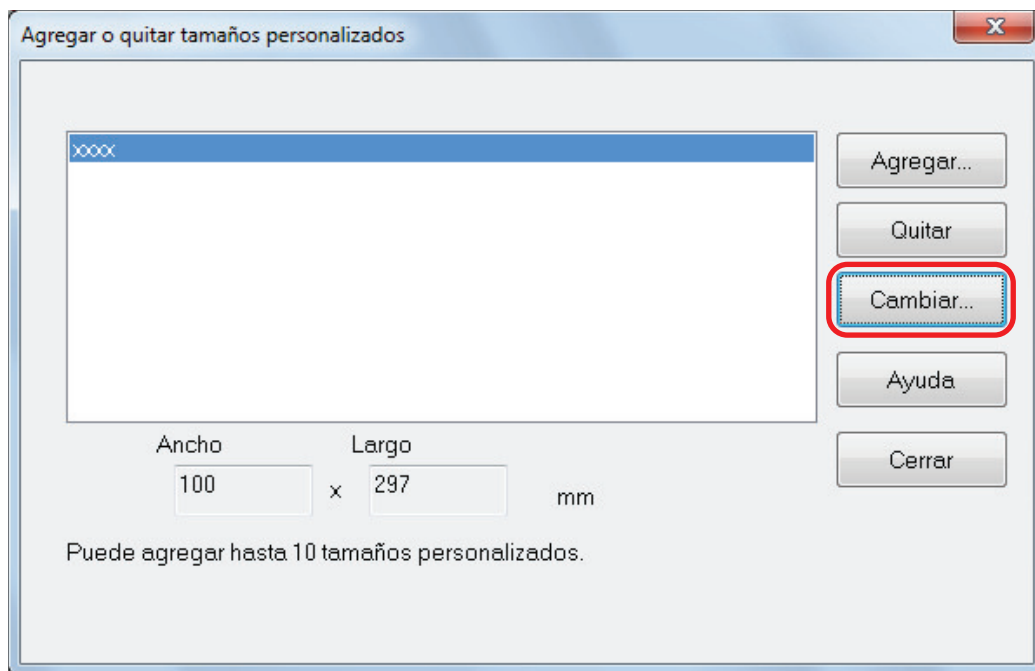 Agregar o quitar tamaños personalizados
xxxx
Agregar...
Quitar
Cambiar...
Ayuda
Cerrar
Ancho Largo
100 x 297 mm
Puede agregar hasta 10 tamaños personalizados.